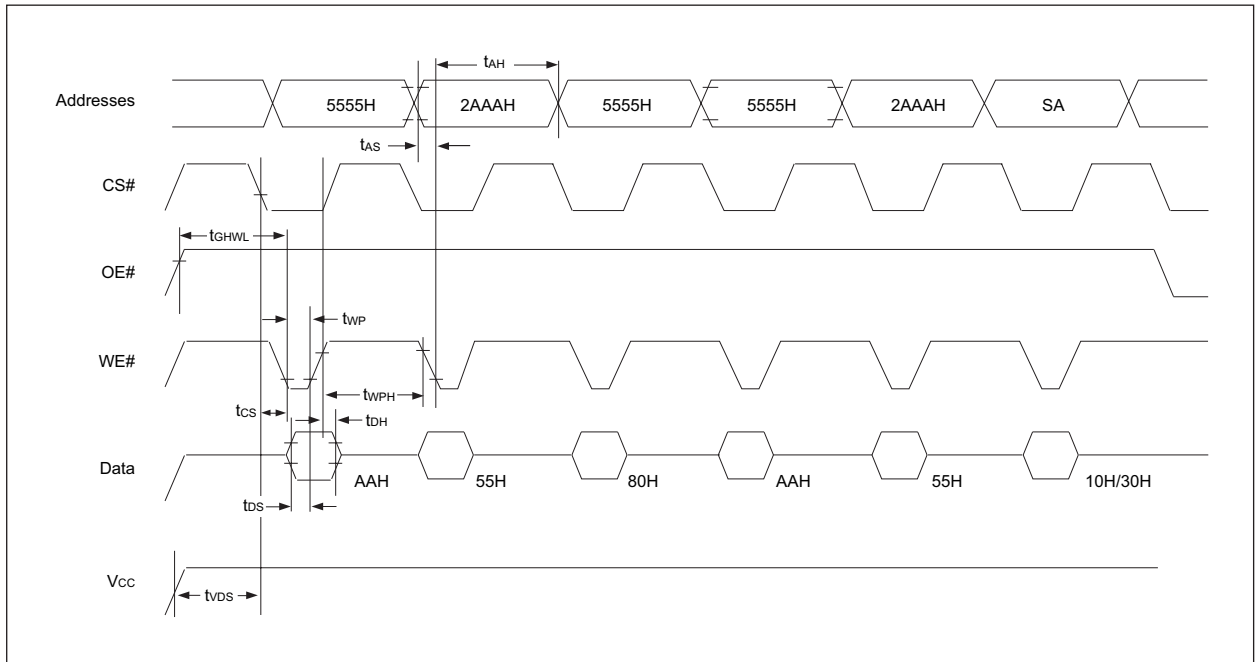 tAH
Addresses 5555H 2AAAH 5555H 5555H 2AAAH SA
tAS
CS#
tGHWL
OE#
tWP
WE#
tWPH
tCS tDH
Data AAH 55H 80H AAH 55H 10H/30H
tDS
VCC
tVDS